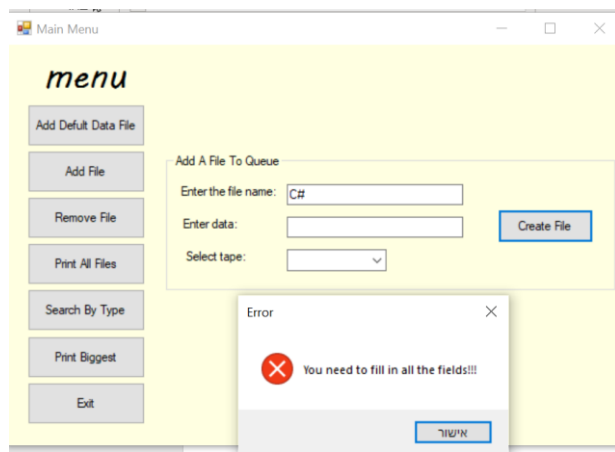 Main Menu
menu
Add Defult Data File
Add File
Remove File
Print All Files
Search By Type
Print Biggest
Exit
Add A File To Queue
Enter the file name:
C#
Enter data:
Select tape:
Create File
Error
You need to fill in all the fields!!!
אישור